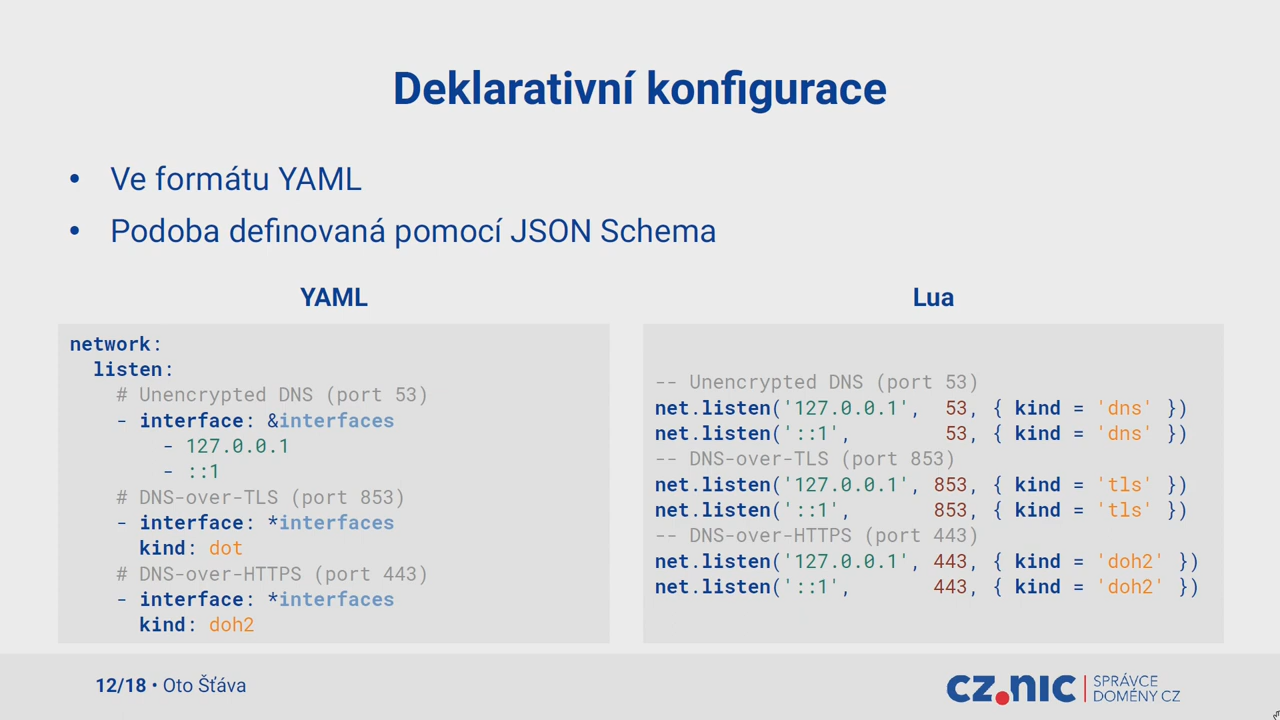 Deklarativní konfigurace
• Ve formátu YAML
• Podoba definovaná pomocí JSON Schema
YAML
network:
  listen:
    # Unencrypted DNS (port 53)
    - interface: &interfaces
        - 127.0.0.1
        - ::1
    # DNS-over-TLS (port 853)
    - interface: *interfaces
      kind: dot
    # DNS-over-HTTPS (port 443)
    - interface: *interfaces
      kind: doh2
Lua
-- Unencrypted DNS (port 53)
net.listen('127.0.0.1',  53, { kind = 'dns' })
net.listen('::1',        53, { kind = 'dns' })
-- DNS-over-TLS (port 853)
net.listen('127.0.0.1', 853, { kind = 'tls' })
net.listen('::1',       853, { kind = 'tls' })
-- DNS-over-HTTPS (port 443)
net.listen('127.0.0.1', 443, { kind = 'doh2' })
net.listen('::1',       443, { kind = 'doh2' })
12/18 • Oto Šťáva
CZ.NIC
SPRÁVCE
DOMÉNY CZ